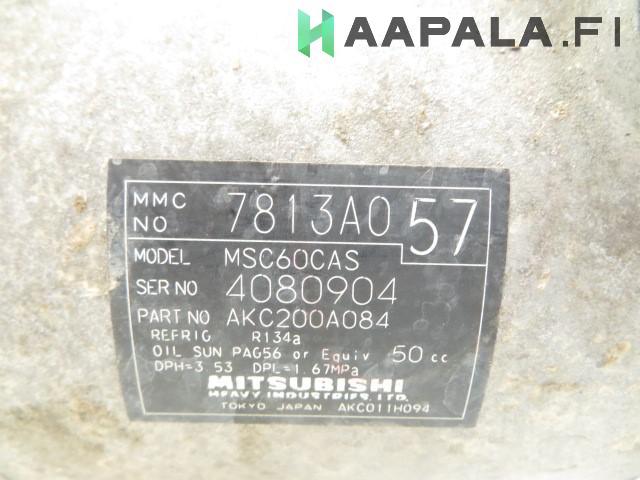 HAAPALA.FI
MMC NO 7813A057
MODEL MSC60CAS
SER NO 4080904
PART NO AKC200A084
REFRIG R134a
OIL SUN PAG56 or Equiv 50 cc
DPH=3.53 DPL=1.67MPa
MITSUBISHI
HEAVY INDUSTRIES, LTD.
TOKYO JAPAN AKC011H094